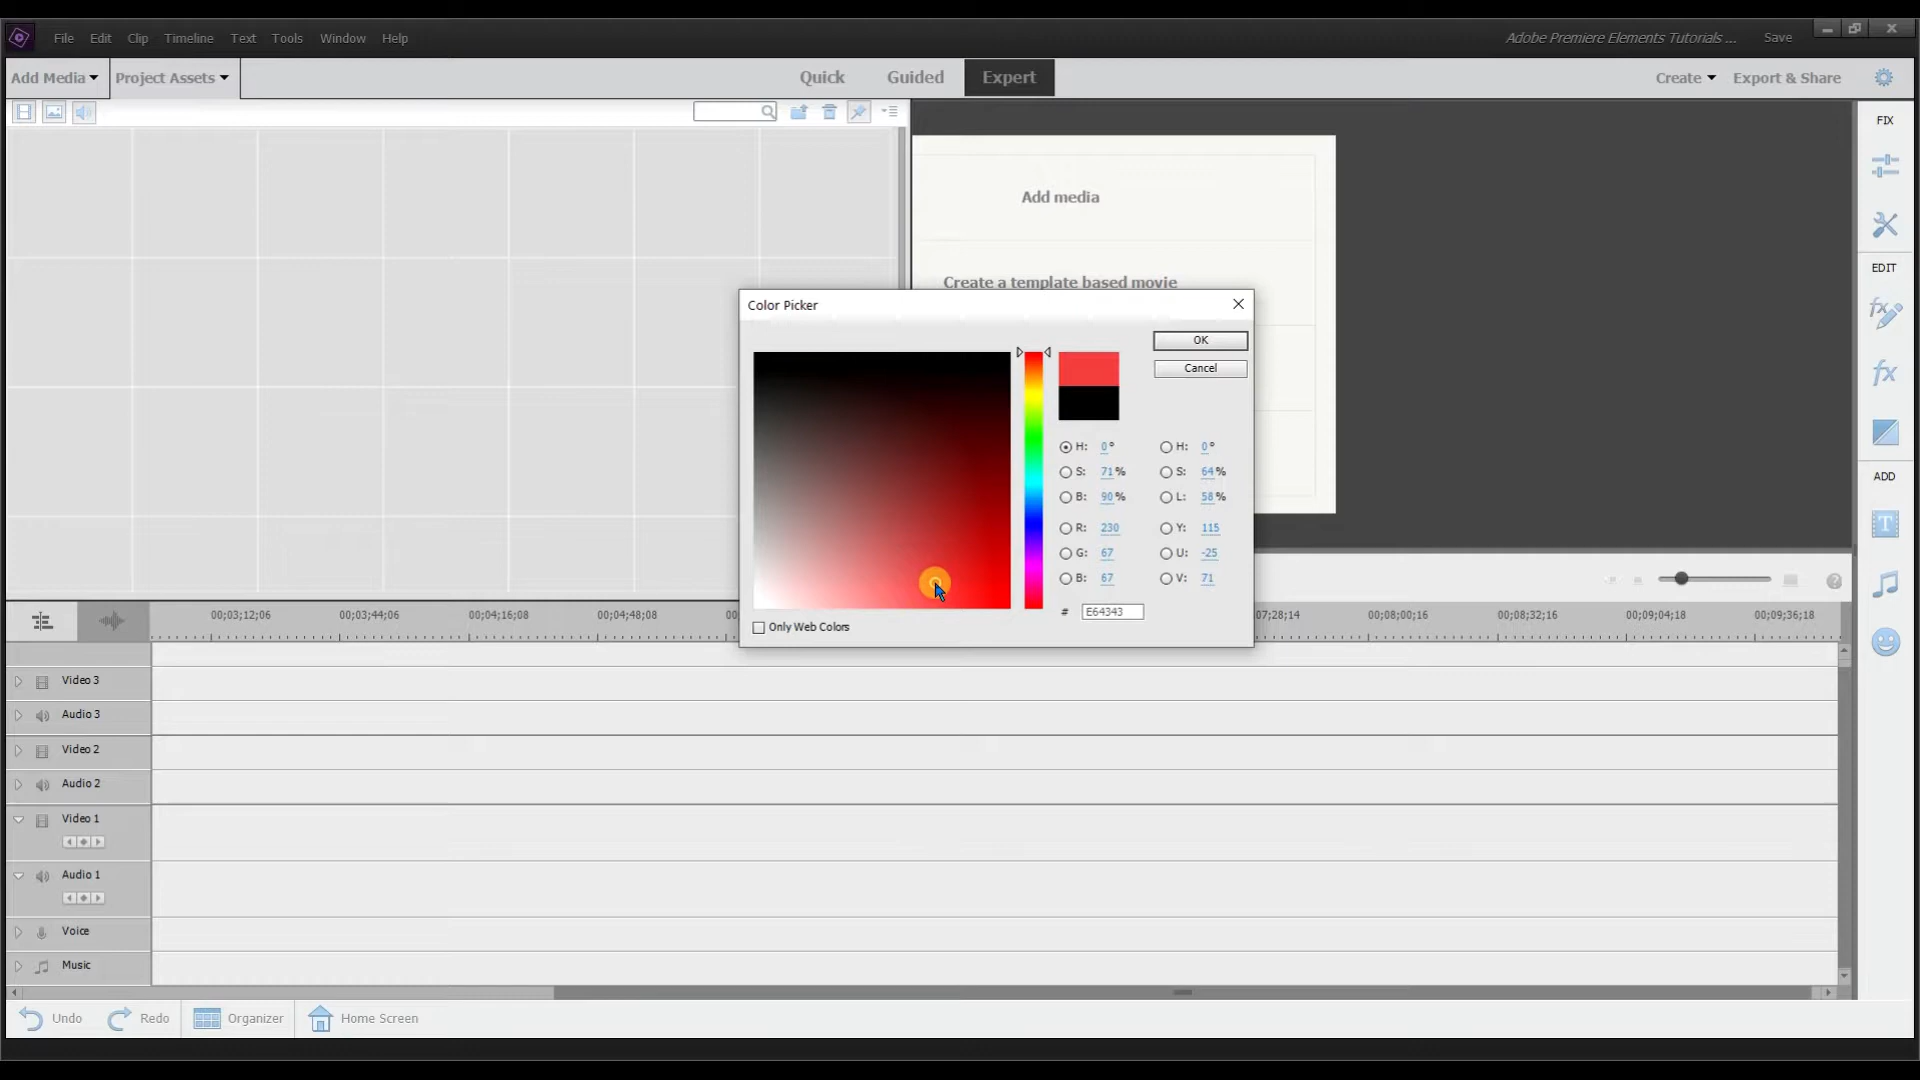 File Edit Clip Timeline Text Tools Window Help
Adobe Premiere Elements Tutorials ... Save
Add Media Project Assets
Quick Guided Expert
Create Export & Share
FIX
Add media
Create a template based movie
EDIT
fx
fx
ADD
T
Color Picker
OK
Cancel
H: 0° H: 0°
S: 71% S: 64%
B: 90% L: 58%
R: 230 Y: 115
G: 67 U: -25
B: 67 V: 71
# E64343
Only Web Colors
00;03;12;06 00;03;44;06 00;04;16;08 00;04;48;08 07;28;14 00;08;00;16 00;08;32;16 00;09;04;18 00;09;36;18
Video 3
Audio 3
Video 2
Audio 2
Video 1
Audio 1
Voice
Music
Undo Redo Organizer Home Screen